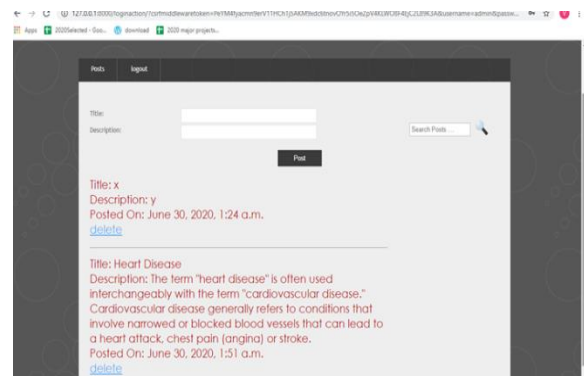 Apps 2020Selected - Goo... download 2020 major projects...
Posts logout
Title:
Description:
Search Posts ...
Post
Title: x
Description: y
Posted On: June 30, 2020, 1:24 a.m.
delete
Title: Heart Disease
Description: The term "heart disease" is often used
interchangeably with the term "cardiovascular disease."
Cardiovascular disease generally refers to conditions that
involve narrowed or blocked blood vessels that can lead to
a heart attack, chest pain (angina) or stroke.
Posted On: June 30, 2020, 1:51 a.m.
delete